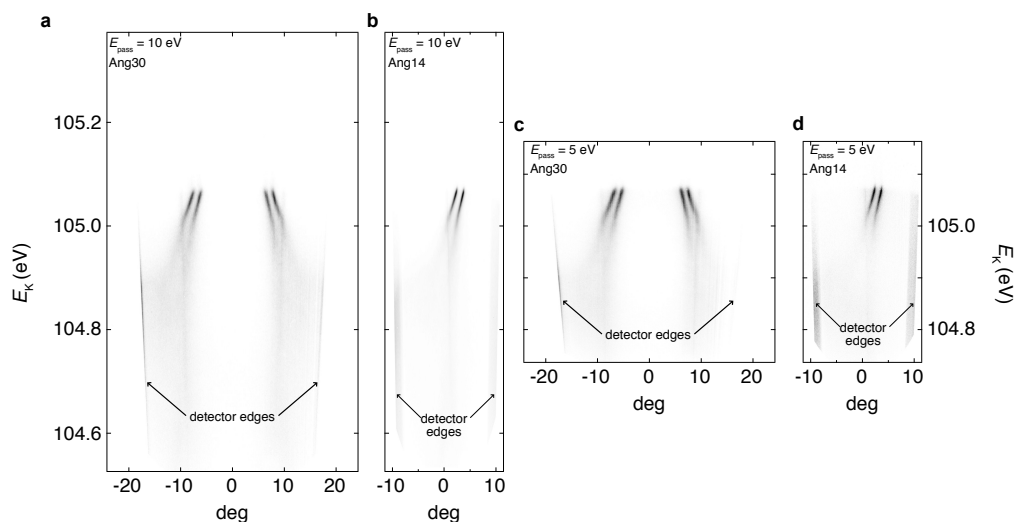 a
E_pass = 10 eV
Ang30
105.2
105.0
104.8
104.6
E_K (eV)
detector edges
-20
-10
0
10
20
deg
b
E_pass = 10 eV
Ang14
detector
edges
-10
0
10
deg
c
E_pass = 5 eV
Ang30
detector edges
-20
-10
0
10
20
deg
d
E_pass = 5 eV
Ang14
detector
edges
105.0
104.8
E_K (eV)
-10
0
10
deg